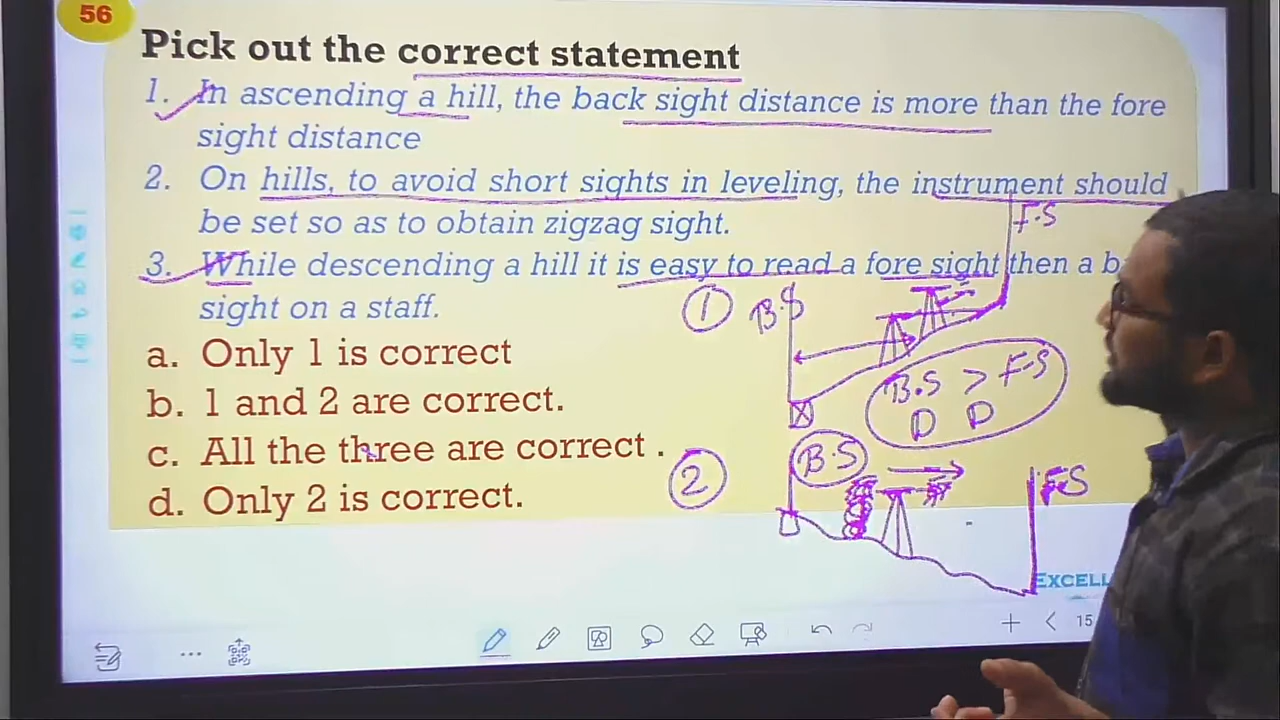 56
Pick out the correct statement
1. In ascending a hill, the back sight distance is more than the fore
sight distance
2. On hills, to avoid short sights in leveling, the instrument should
be set so as to obtain zigzag sight.
3. While descending a hill it is easy to read a fore sight then a
sight on a staff.
a. Only 1 is correct
b. 1 and 2 are correct.
c. All the three are correct .
d. Only 2 is correct.
F.S
1 B.S
B.S > F.S
D D
2 B.S
F.S
EXCELL
15